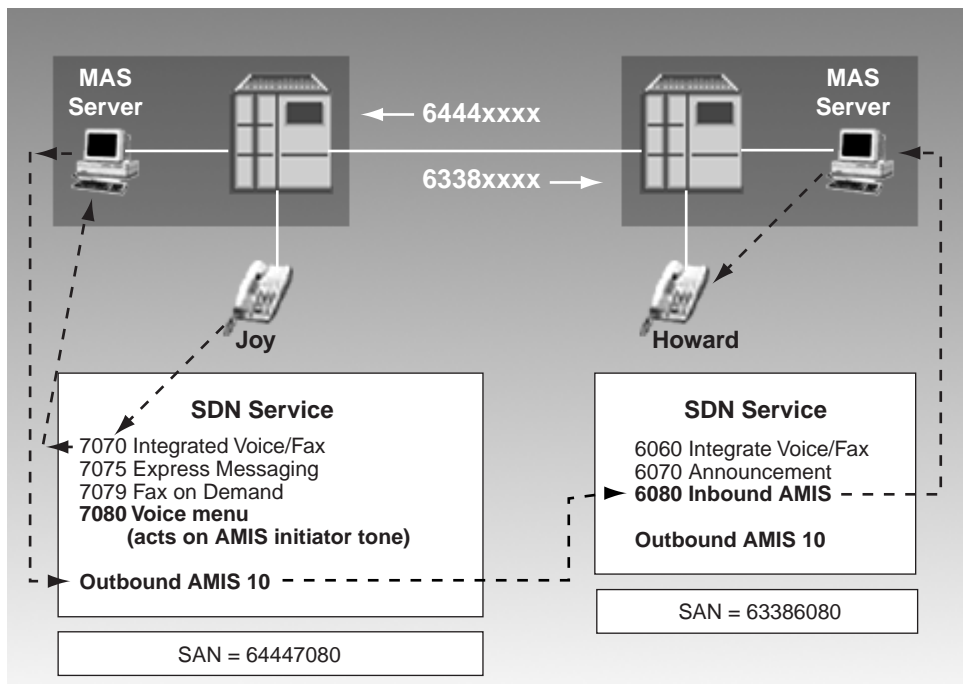 MAS
Server
MAS
Server
6444xxxx
6338xxxx
Joy
Howard
SDN Service
7070 Integrated Voice/Fax
7075 Express Messaging
7079 Fax on Demand
7080 Voice menu
(acts on AMIS initiator tone)
Outbound AMIS 10
SAN = 64447080
SDN Service
6060 Integrate Voice/Fax
6070 Announcement
6080 Inbound AMIS
Outbound AMIS 10
SAN = 63386080